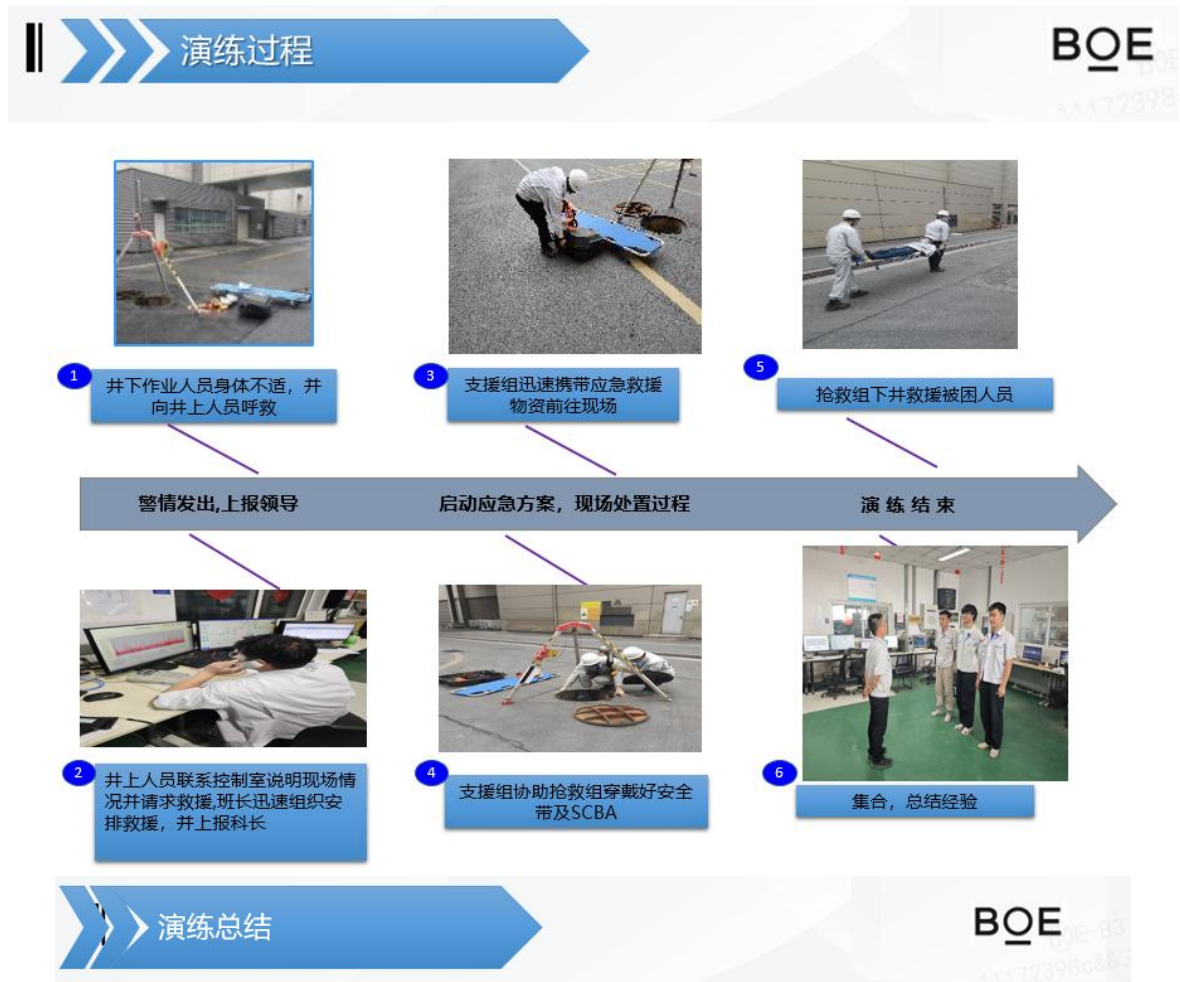 演练过程
BOE
1
井下作业人员身体不适，并
向井上人员呼救
3
支援组迅速携带应急救援
物资前往现场
5
抢救组下井救援被困人员
警情发出,上报领导
启动应急方案，现场处置过程
演 练 结 束
2
井上人员联系控制室说明现场情
况并请求救援,班长迅速组织安
排救援，并上报科长
4
支援组协助抢救组穿戴好安全
带及SCBA
6
集合，总结经验
演练总结
BOE